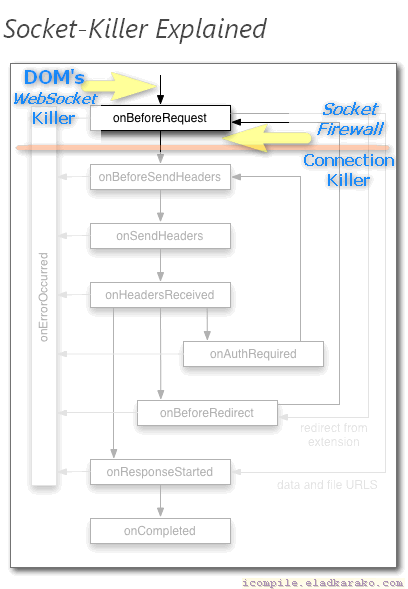 Socket-Killer Explained
DOM's
WebSocket
Killer
onBeforeRequest
Socket
Firewall
Connection
Killer
onBeforeSendHeaders
onSendHeaders
onErrorOccurred
onHeadersReceived
onAuthRequired
onBeforeRedirect
redirect from
extension
onResponseStarted
data and file URLS
onCompleted
icompile.eladkarako.com